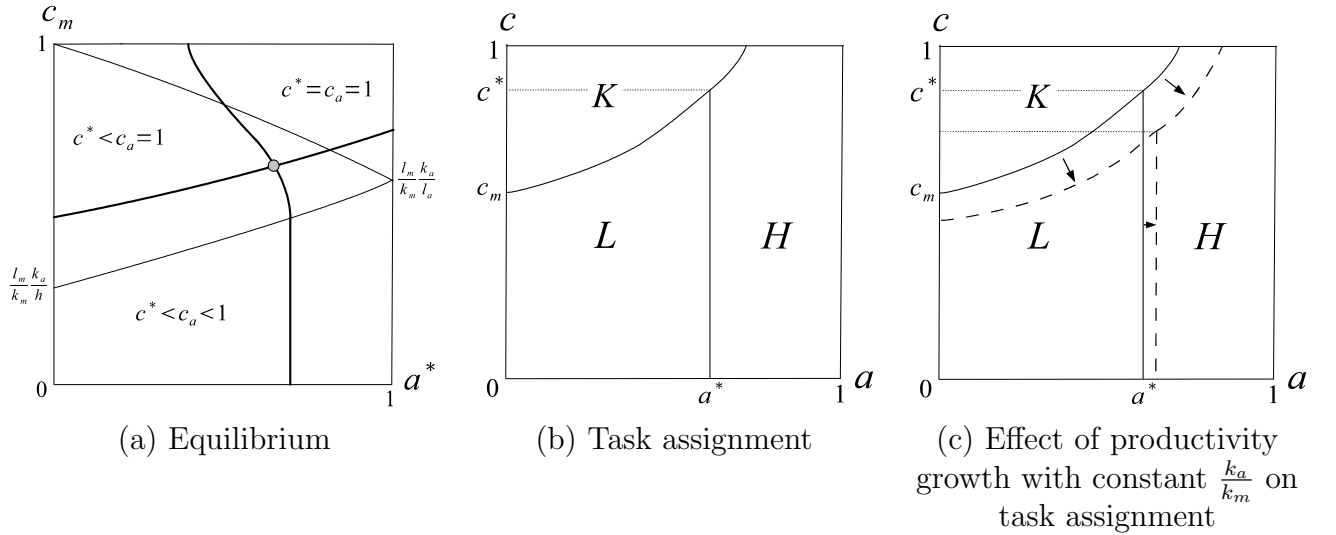 c_m
1
c* = c_a = 1
c* < c_a = 1
l_m/k_m k_a/l_a
l_m/k_m k_a/h
c* < c_a < 1
0
1
a*
(a) Equilibrium
c
1
c*
K
c_m
L
H
0
a*
1
a
(b) Task assignment
c
1
c*
K
c_m
L
H
0
a*
1
a
(c) Effect of productivity
growth with constant k_a/k_m on
task assignment